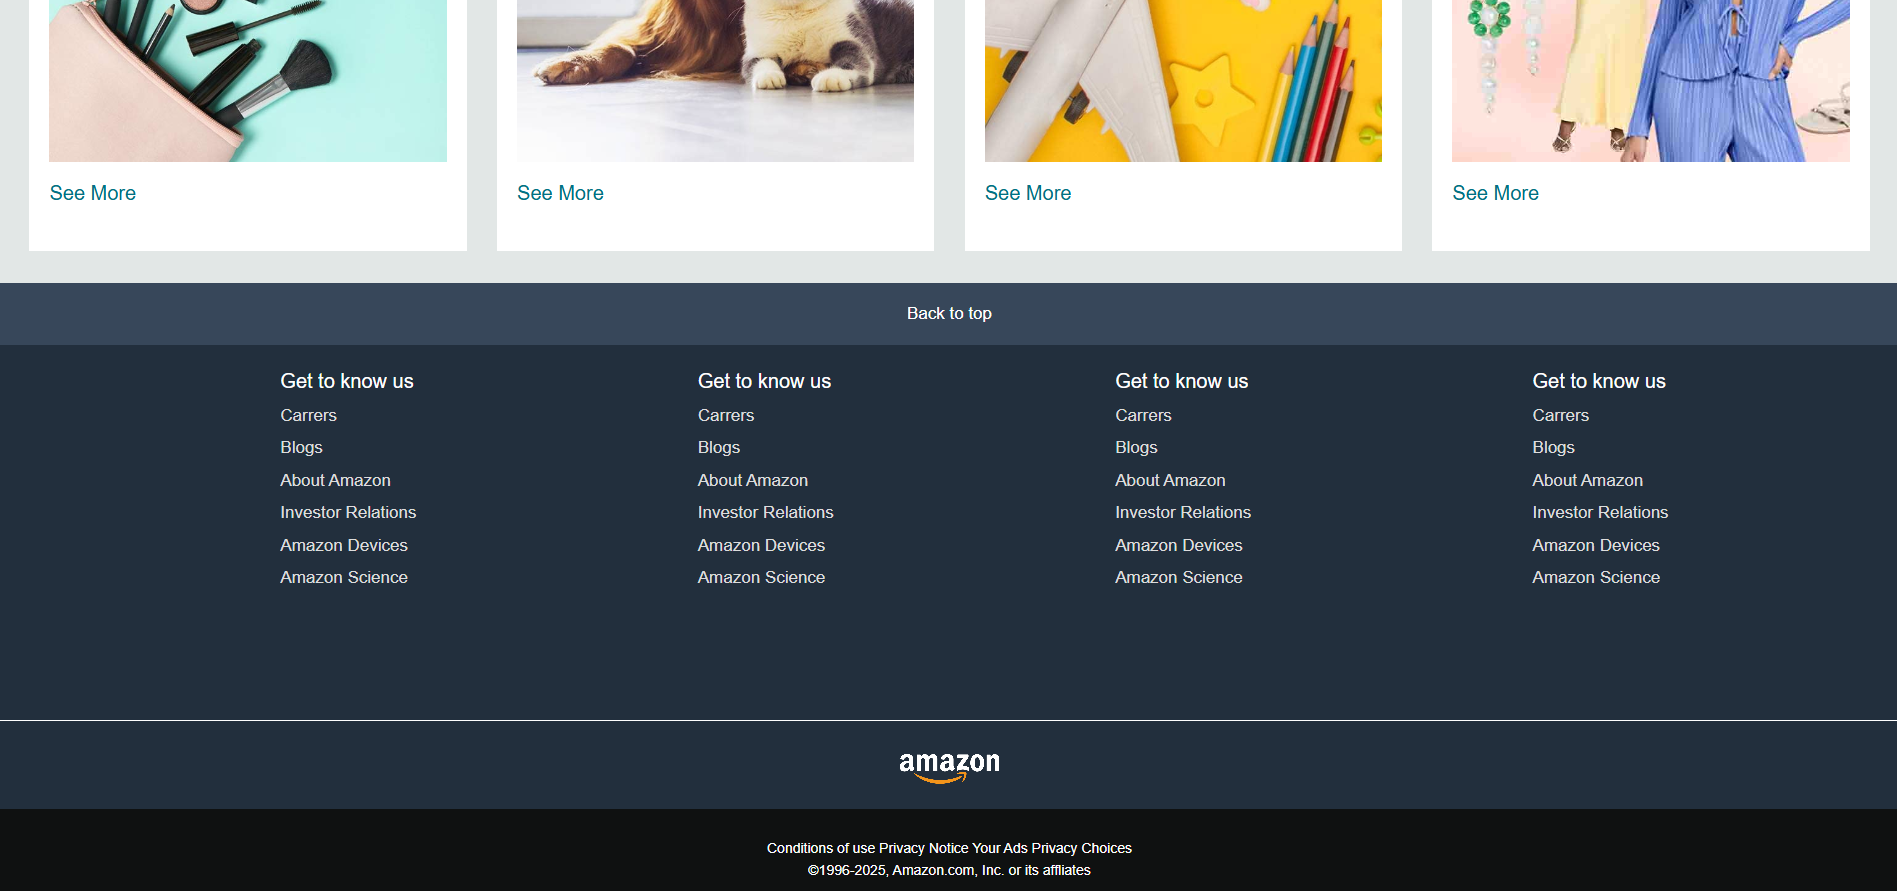 See More
See More
See More
See More
Back to top
Get to know us
Carrers
Blogs
About Amazon
Investor Relations
Amazon Devices
Amazon Science
Get to know us
Carrers
Blogs
About Amazon
Investor Relations
Amazon Devices
Amazon Science
Get to know us
Carrers
Blogs
About Amazon
Investor Relations
Amazon Devices
Amazon Science
Get to know us
Carrers
Blogs
About Amazon
Investor Relations
Amazon Devices
Amazon Science
amazon
Conditions of use Privacy Notice Your Ads Privacy Choices
©1996-2025, Amazon.com, Inc. or its affliates